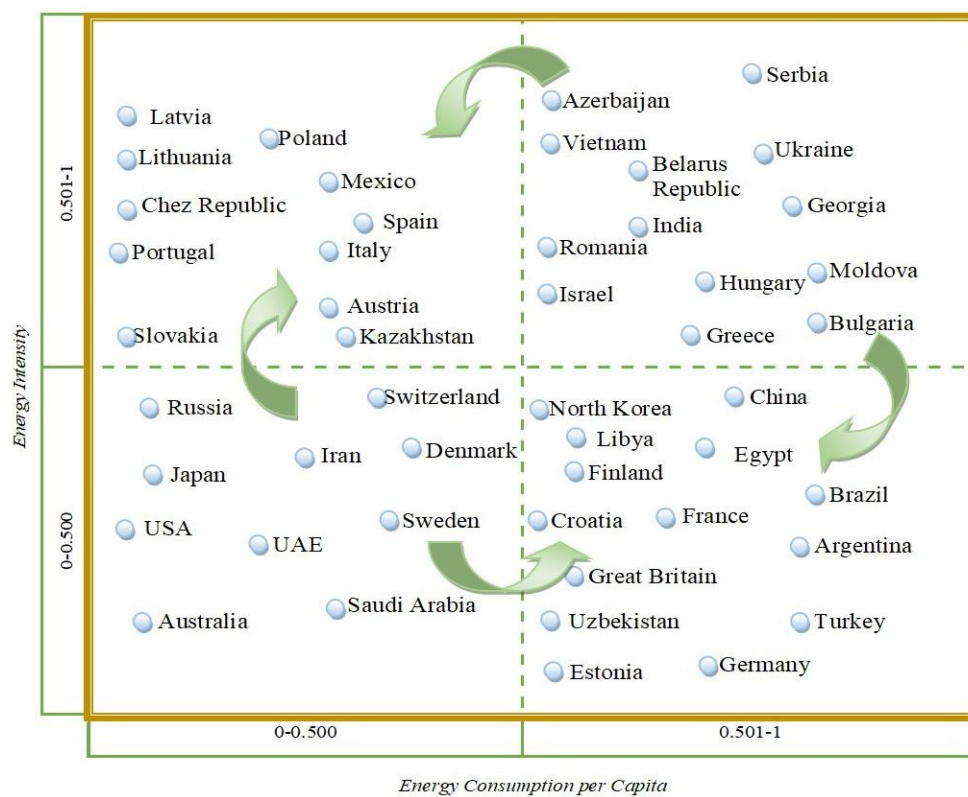 Serbia
Azerbaijan
Latvia
Poland
Vietnam
Ukraine
Lithuania
Belarus
Republic
Mexico
Chez Republic
Georgia
Spain
India
Portugal
Italy
Romania
Moldova
Hungary
Israel
Austria
Bulgaria
Slovakia
Kazakhstan
Greece
0.501-1
Energy Intensity
0-0.500
Switzerland
China
Russia
North Korea
Libya
Iran
Denmark
Egypt
Japan
Finland
Brazil
USA
Sweden
Croatia
France
UAE
Argentina
Great Britain
Saudi Arabia
Australia
Uzbekistan
Turkey
Estonia
Germany
0-0.500
0.501-1
Energy Consumption per Capita